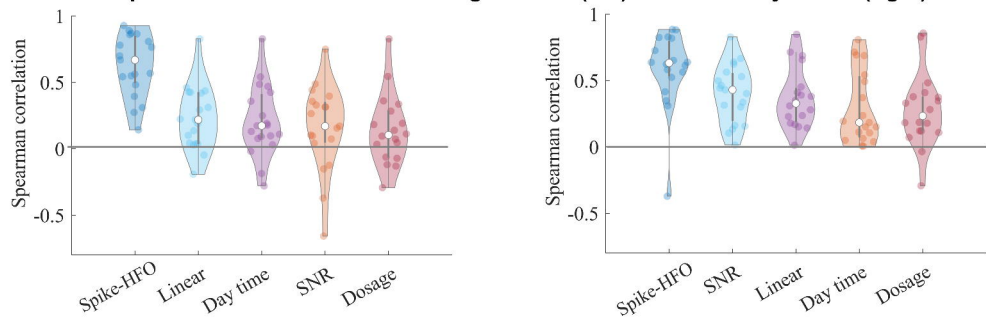 1
0.5
0
-0.5
Spearman correlation
Spike-HFO
Linear
Day time
SNR
Dosage
1
0.5
0
-0.5
Spearman correlation
Spike-HFO
SNR
Linear
Day time
Dosage